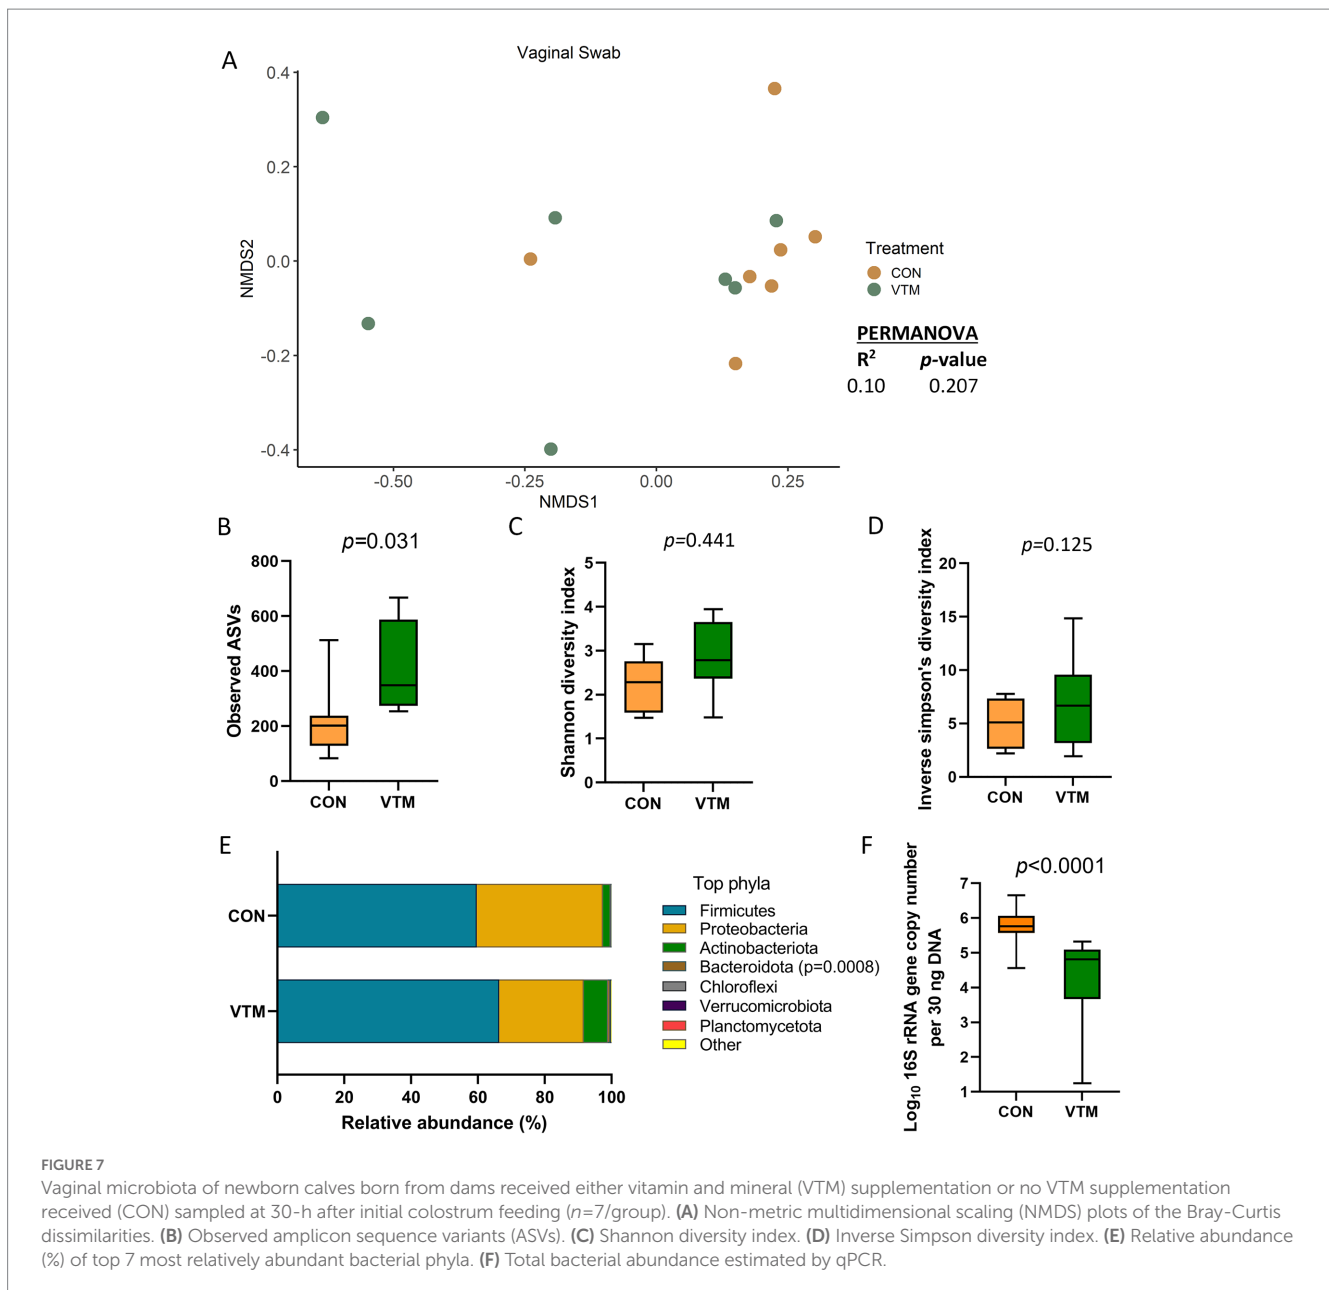 A
Vaginal Swab
0.4
0.2
0.0
-0.2
-0.4
NMDS2
-0.50
-0.25
0.00
0.25
NMDS1
Treatment
CON
VTM
PERMANOVA
R² p-value
0.10 0.207
B
p=0.031
800
600
400
200
0
Observed ASVs
CON
VTM
C
p=0.441
5
4
3
2
1
0
Shannon diversity index
CON
VTM
D
p=0.125
20
15
10
5
0
Inverse simpson's diversity index
CON
VTM
E
CON
VTM
0
20
40
60
80
100
Relative abundance (%)
Top phyla
Firmicutes
Proteobacteria
Actinobacteriota
Bacteroidota (p=0.0008)
Chloroflexi
Verrucomicrobiota
Planctomycetota
Other
F
p<0.0001
7
6
5
4
3
2
1
Log₁₀ 16S rRNA gene copy number
per 30 ng DNA
CON
VTM
FIGURE 7
Vaginal microbiota of newborn calves born from dams received either vitamin and mineral (VTM) supplementation or no VTM supplementation
received (CON) sampled at 30-h after initial colostrum feeding (n=7/group). (A) Non-metric multidimensional scaling (NMDS) plots of the Bray-Curtis
dissimilarities. (B) Observed amplicon sequence variants (ASVs). (C) Shannon diversity index. (D) Inverse Simpson diversity index. (E) Relative abundance
(%) of top 7 most relatively abundant bacterial phyla. (F) Total bacterial abundance estimated by qPCR.